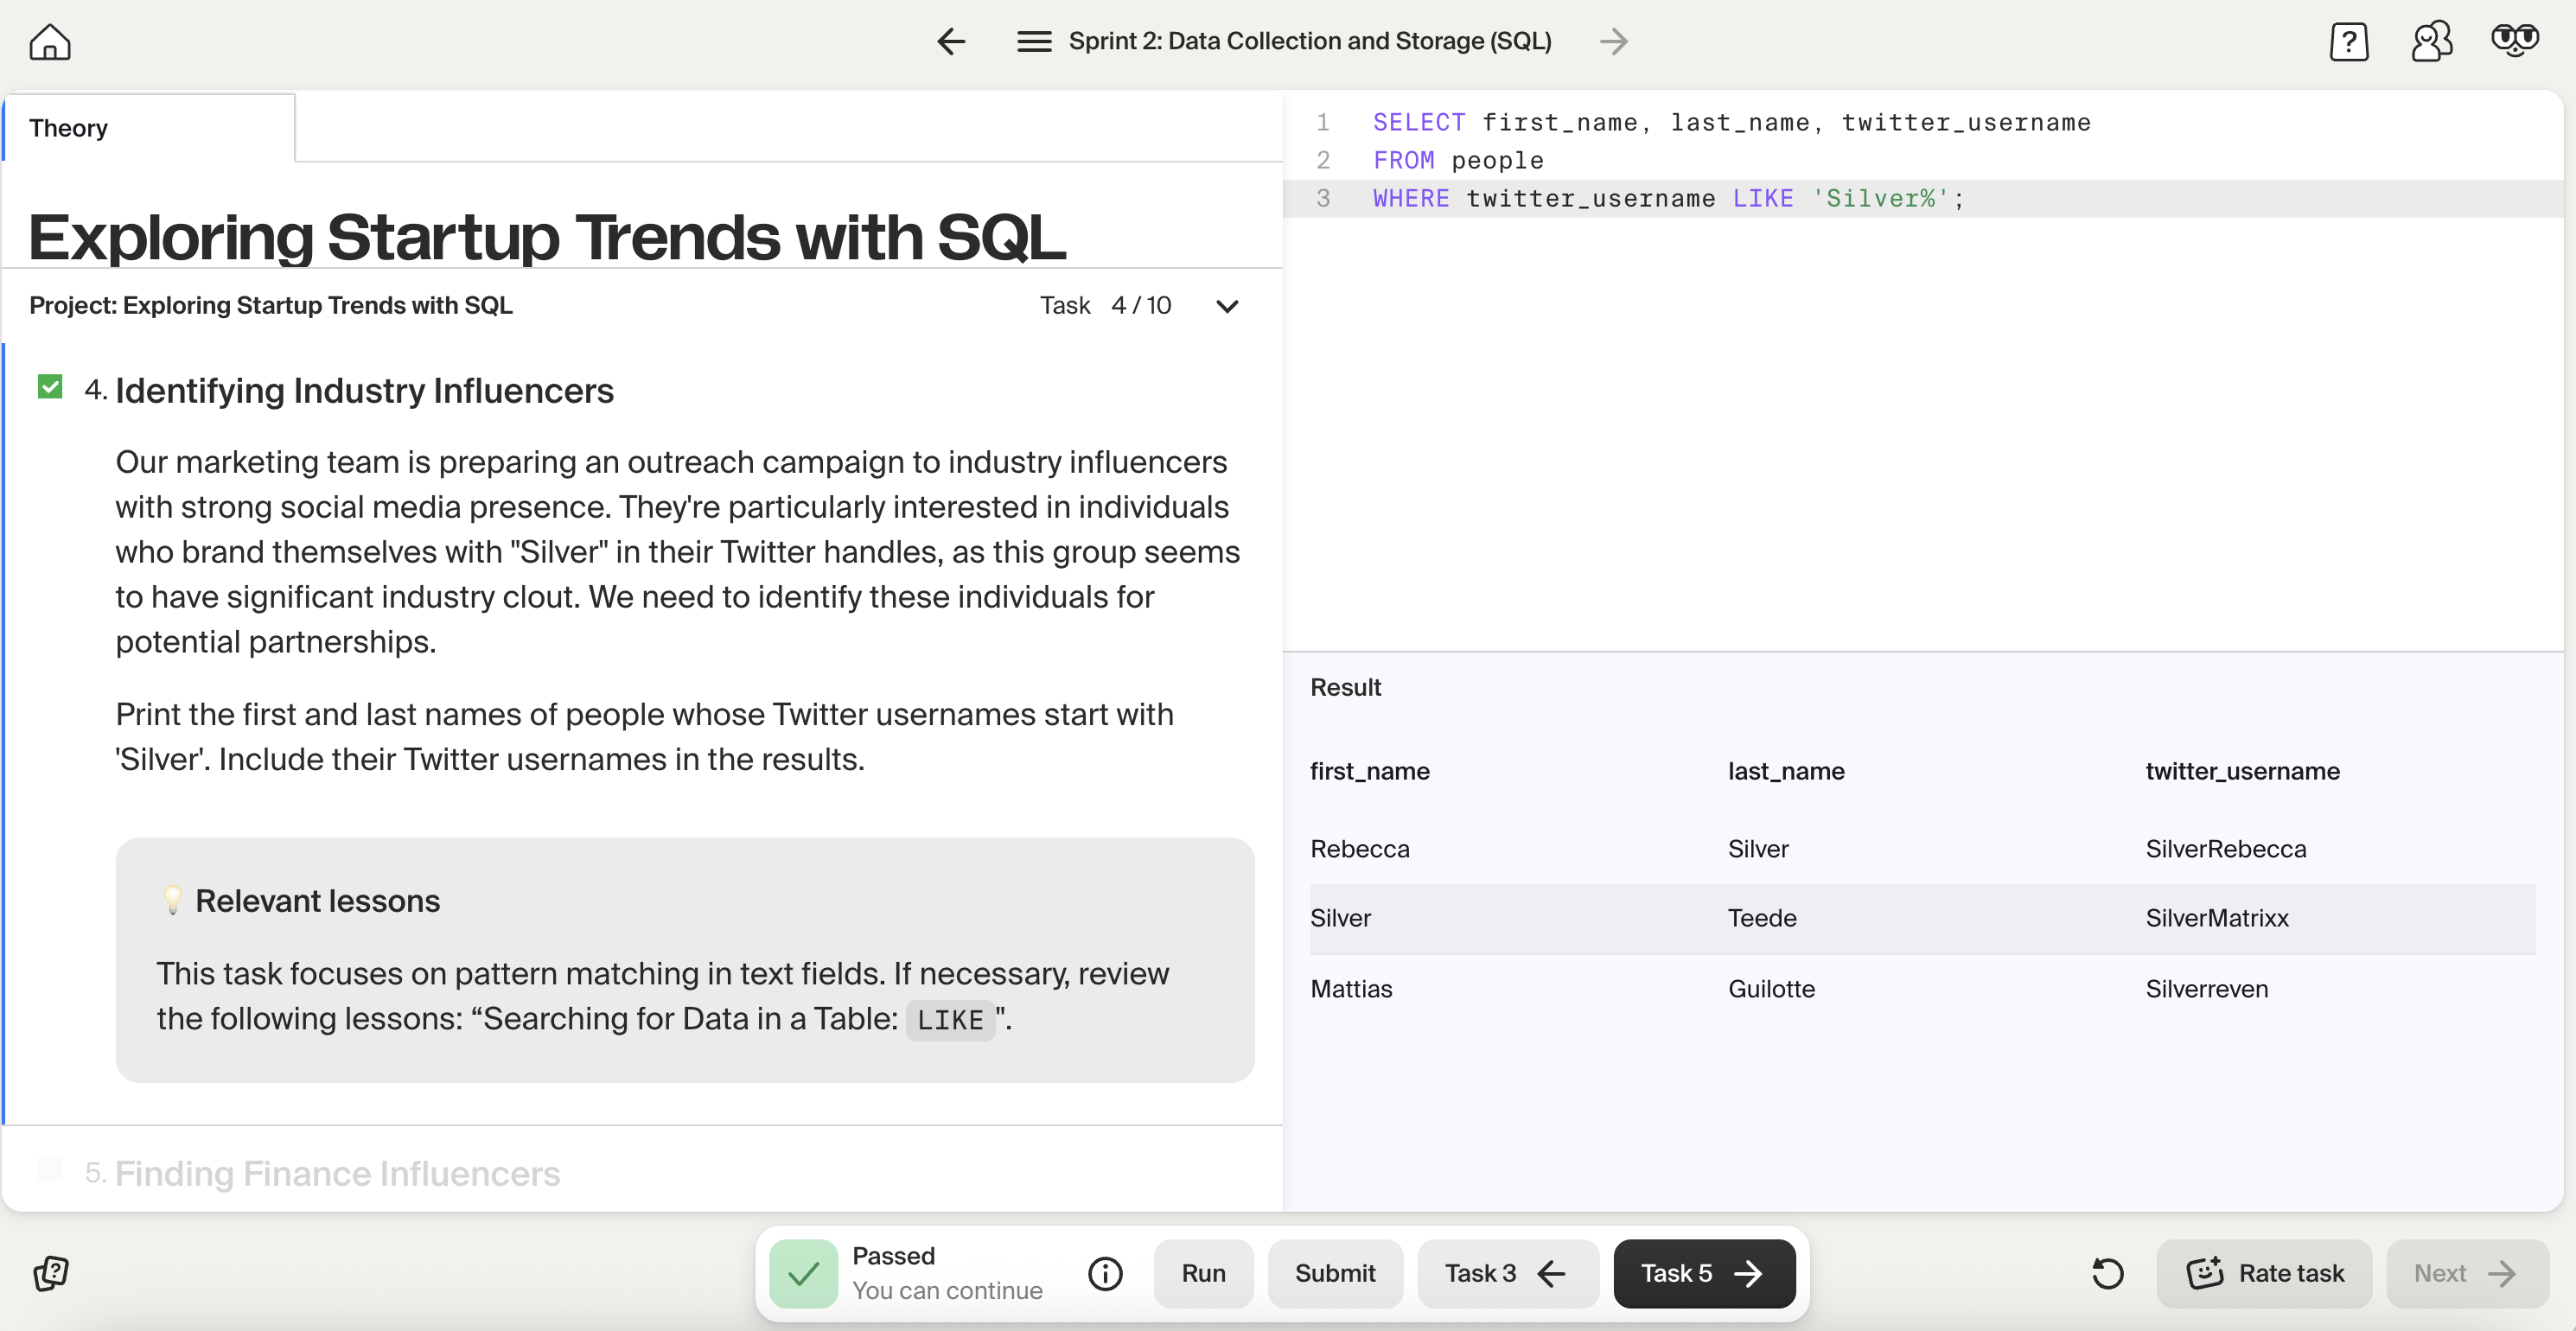 Sprint 2: Data Collection and Storage (SQL)
Theory
Exploring Startup Trends with SQL
Project: Exploring Startup Trends with SQL
Task 4 / 10
4. Identifying Industry Influencers
Our marketing team is preparing an outreach campaign to industry influencers
with strong social media presence. They're particularly interested in individuals
who brand themselves with "Silver" in their Twitter handles, as this group seems
to have significant industry clout. We need to identify these individuals for
potential partnerships.
Print the first and last names of people whose Twitter usernames start with
'Silver'. Include their Twitter usernames in the results.
Relevant lessons
This task focuses on pattern matching in text fields. If necessary, review
the following lessons: “Searching for Data in a Table: LIKE ".
5. Finding Finance Influencers
1 SELECT first_name, last_name, twitter_username
2 FROM people
3 WHERE twitter_username LIKE 'Silver%';
Result
first_name last_name twitter_username
Rebecca Silver SilverRebecca
Silver Teede SilverMatrixx
Mattias Guilotte Silverreven
Passed
You can continue
Run
Submit
Task 3
Task 5
Rate task
Next